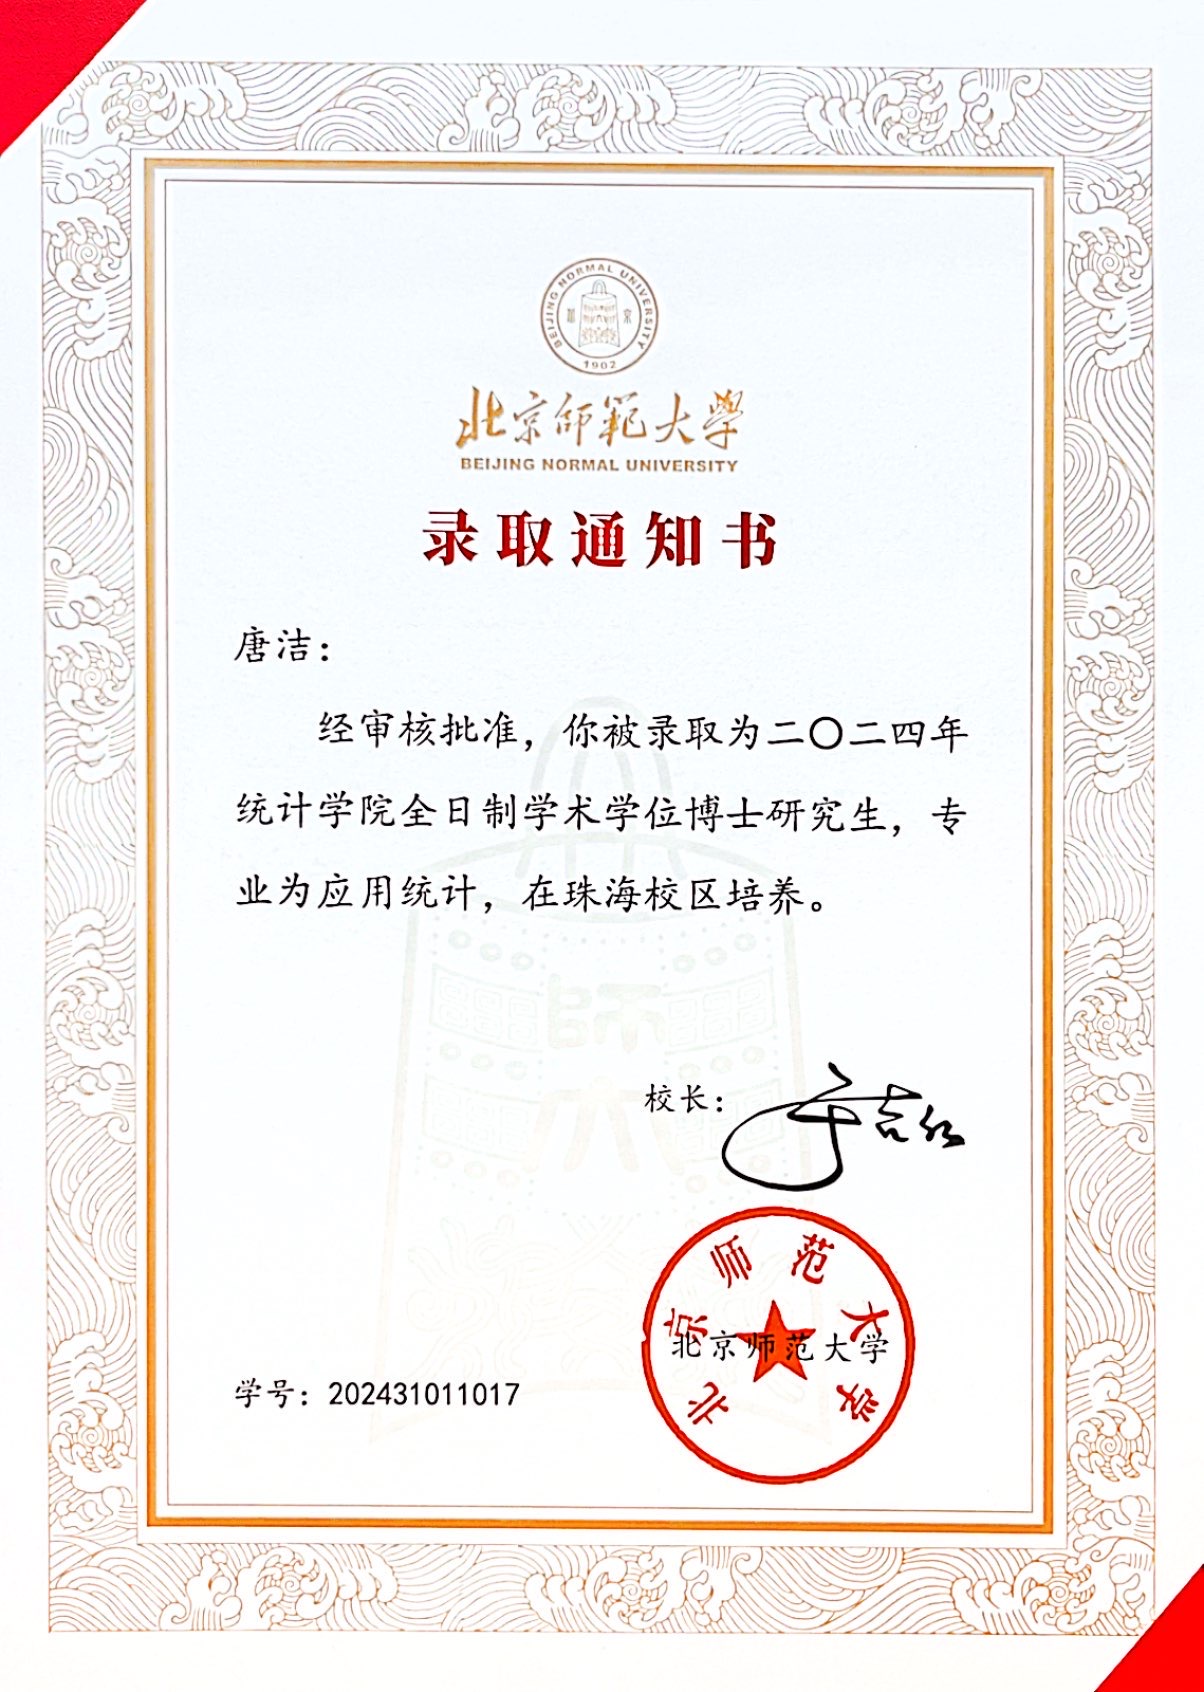 BEIJING NORMAL UNIVERSITY
1902
北京师範大學
BEIJING NORMAL UNIVERSITY
录取通知书
唐洁：
经审核批准，你被录取为二〇二四年
统计学院全日制学术学位博士研究生，专
业为应用统计，在珠海校区培养。
师大
校长：
北京师范大学
北京师范大学
学号：202431011017